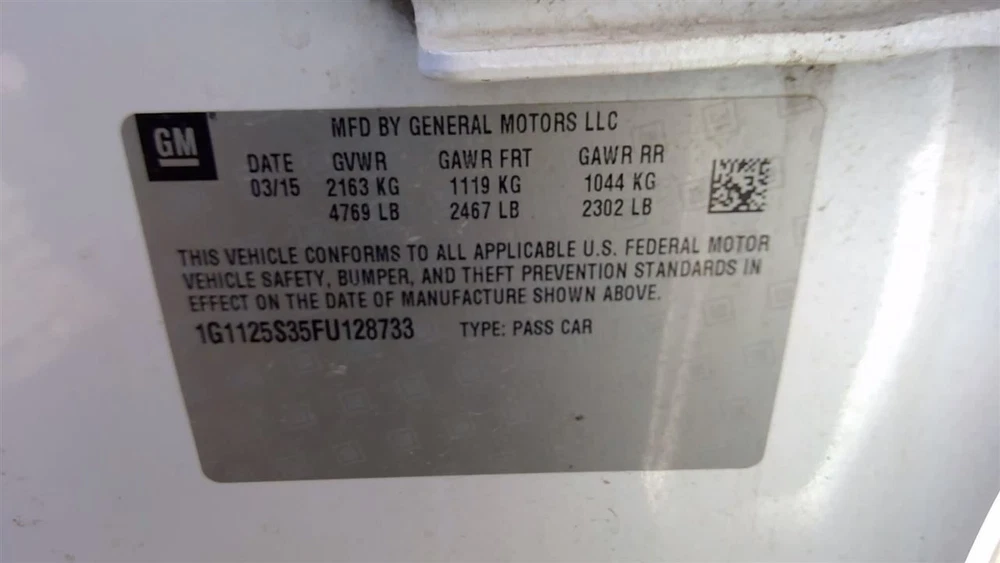 GM
MFD BY GENERAL MOTORS LLC
DATE GVWR GAWR FRT GAWR RR
03/15 2163 KG 1119 KG 1044 KG
4769 LB 2467 LB 2302 LB
THIS VEHICLE CONFORMS TO ALL APPLICABLE U.S. FEDERAL MOTOR
VEHICLE SAFETY, BUMPER, AND THEFT PREVENTION STANDARDS IN
EFFECT ON THE DATE OF MANUFACTURE SHOWN ABOVE.
1G1125S35FU128733 TYPE: PASS CAR